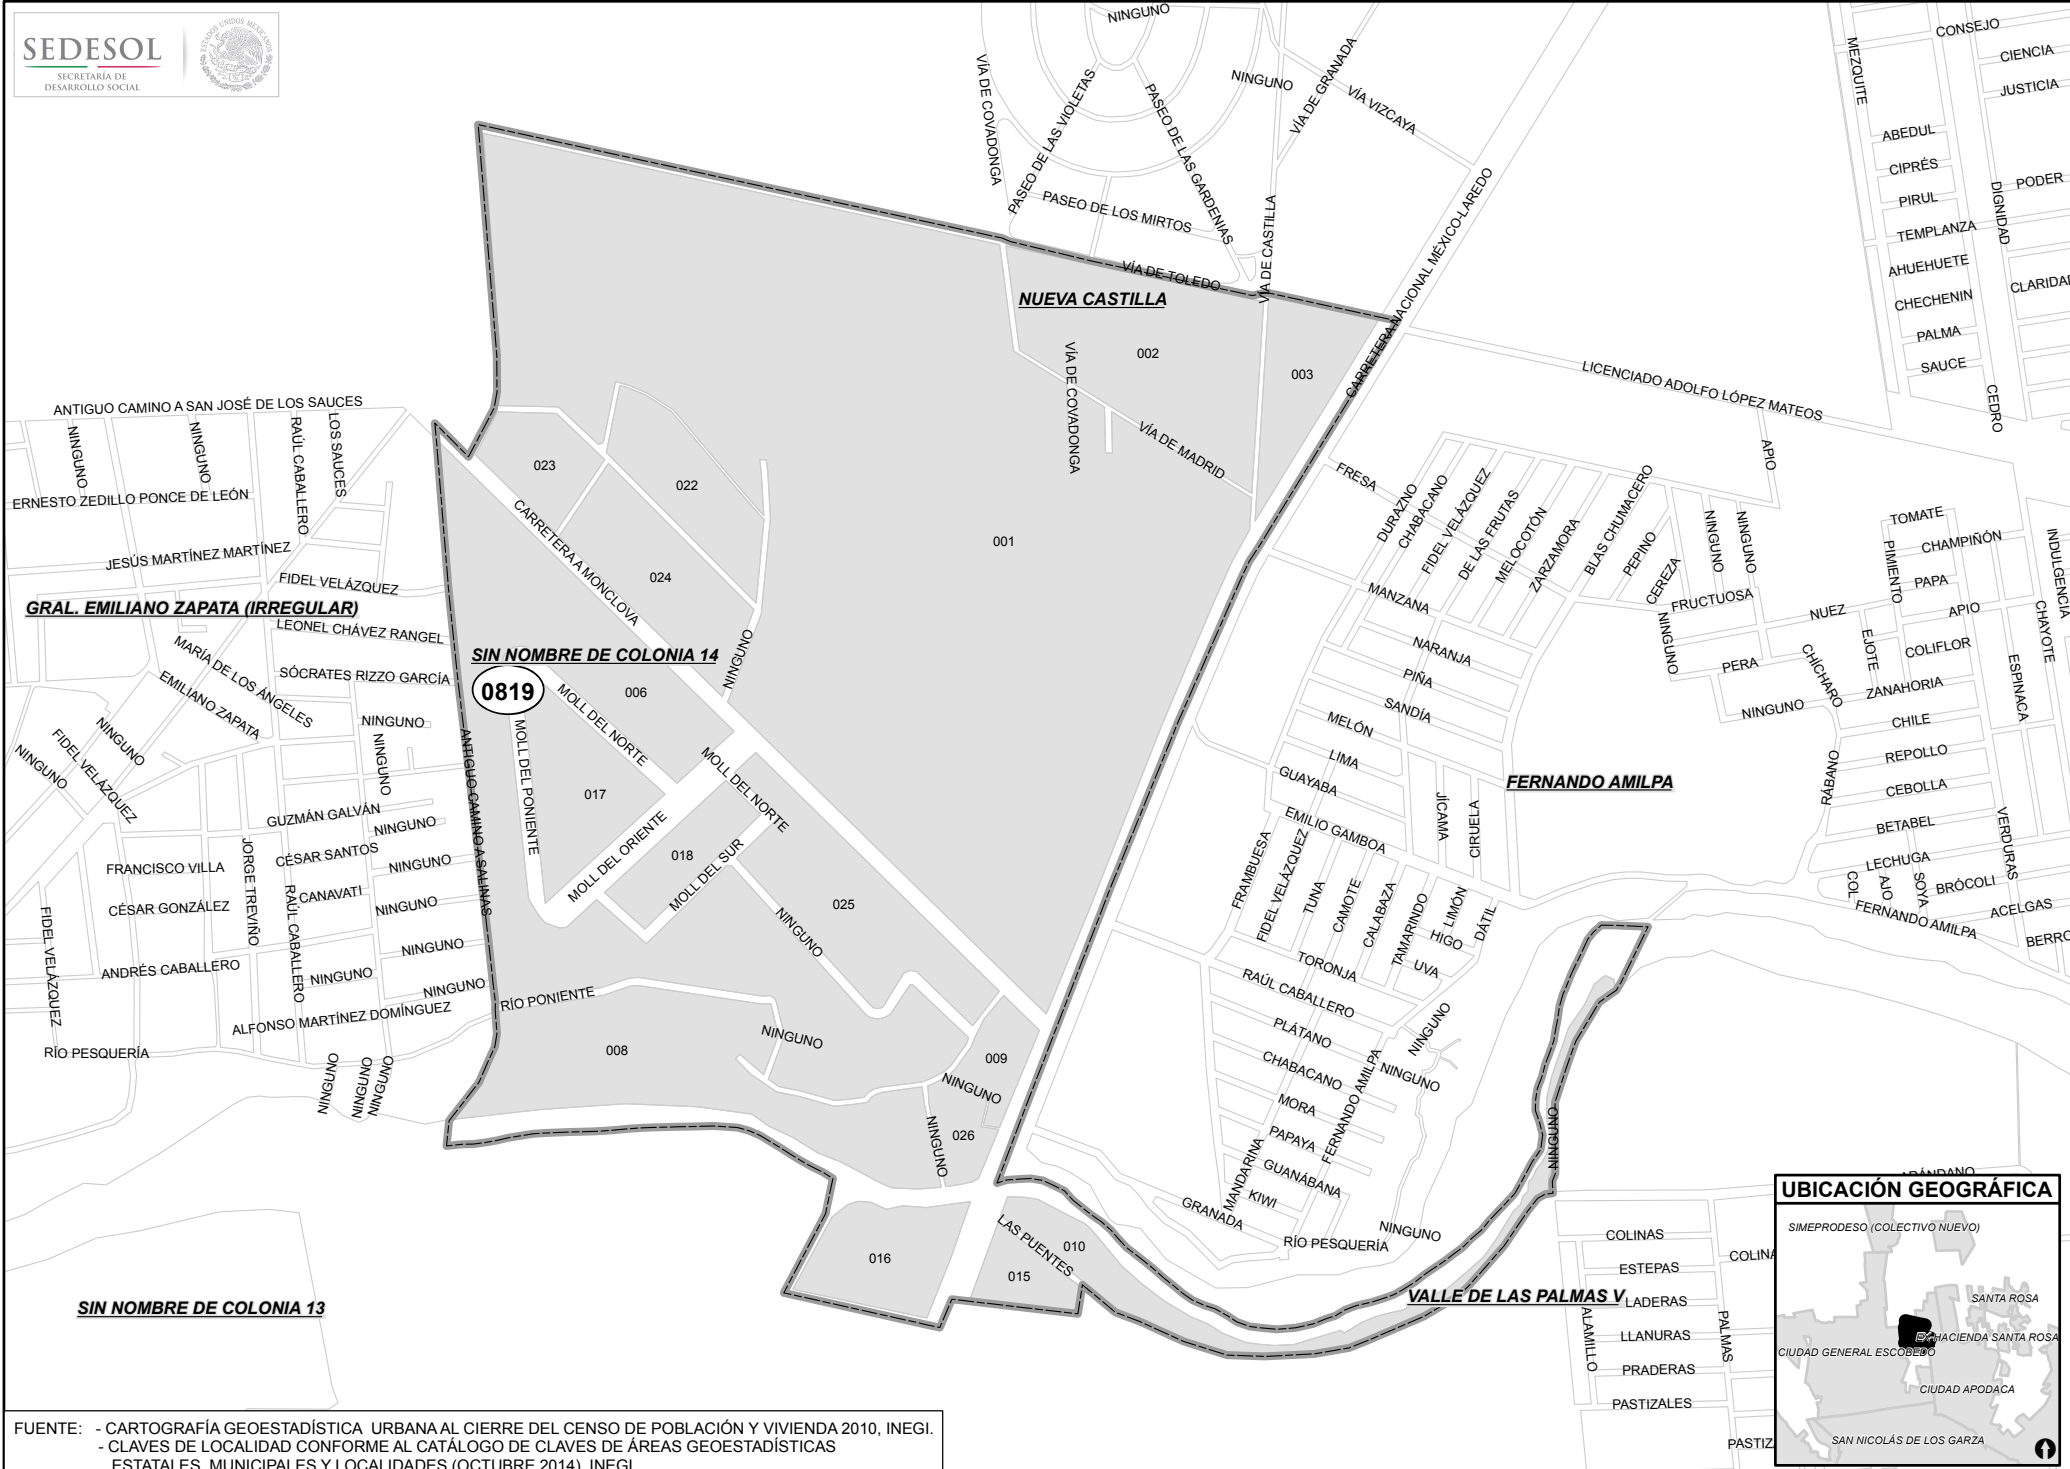 SEDESOL
SECRETARÍA DE
DESARROLLO SOCIAL
ESTADOS UNIDOS MEXICANOS
NINGUNO
VÍA DE COVADONGA
PASEO DE LAS VIOLETAS
PASEO DE LAS GARDENIAS
NINGUNO
VÍA DE GRANADA
VÍA VIZCAYA
PASEO DE LOS MIRTOS
VÍA DE CASTILLA
VÍA DE TOLEDO
CARRETERA NACIONAL MÉXICO-LAREDO
NUEVA CASTILLA
002
003
VÍA DE COVADONGA
VÍA DE MADRID
001
MEZQUITE
CONSEJO
CIENCIA
JUSTICIA
ABEDUL
CIPRÉS
PIRUL
PODER
DIGNIDAD
TEMPLANZA
AHUEHUETE
CHECHENIN
CLARIDAD
PALMA
SAUCE
CEDRO
LICENCIADO ADOLFO LÓPEZ MATEOS
APIO
ANTIGUO CAMINO A SAN JOSÉ DE LOS SAUCES
NINGUNO
NINGUNO
RAÚL CABALLERO
LOS SAUCES
ERNESTO ZEDILLO PONCE DE LEÓN
JESÚS MARTÍNEZ MARTÍNEZ
FIDEL VELÁZQUEZ
GRAL. EMILIANO ZAPATA (IRREGULAR)
LEONEL CHÁVEZ RANGEL
MARÍA DE LOS ÁNGELES
SÓCRATES RIZZO GARCÍA
EMILIANO ZAPATA
NINGUNO
NINGUNO
NINGUNO
FIDEL VELÁZQUEZ
NINGUNO
GUZMÁN GALVÁN
NINGUNO
CÉSAR SANTOS
NINGUNO
FRANCISCO VILLA
JORGE TREVIÑO
RAÚL CABALLERO
CANAVATI
NINGUNO
CÉSAR GONZÁLEZ
FIDEL VELÁZQUEZ
NINGUNO
ANDRÉS CABALLERO
NINGUNO
NINGUNO
ALFONSO MARTÍNEZ DOMÍNGUEZ
RÍO PESQUERÍA
NINGUNO
NINGUNO
NINGUNO
ANTIGUO CAMINO A SALINAS
023
022
CARRETERA A MONCLOVA
024
NINGUNO
SIN NOMBRE DE COLONIA 14
0819
006
MOLL DEL NORTE
MOLL DEL PONIENTE
017
MOLL DEL NORTE
MOLL DEL ORIENTE
018
MOLL DEL SUR
025
NINGUNO
RÍO PONIENTE
NINGUNO
008
009
NINGUNO
NINGUNO
026
016
LAS PUENTES
010
015
FRESA
DURAZNO
CHABACANO
FIDEL VELÁZQUEZ
DE LAS FRUTAS
MELOCOTÓN
ZARZAMORA
BLAS CHUMACERO
PEPINO
CEREZA
NINGUNO
NINGUNO
MANZANA
NARANJA
PIÑA
SANDÍA
MELÓN
LIMA
GUAYABA
EMILIO GAMBOA
FRUCTUOSA
NINGUNO
NUEZ
PERA
NINGUNO
CHÍCHARO
EJOTE
TOMATE
PIMIENTO
CHAMPIÑÓN
PAPA
APIO
COLIFLOR
ZANAHORIA
CHILE
REPOLLO
CEBOLLA
BETABEL
LECHUGA
BRÓCOLI
ACELGAS
BERRO
INDULGENCIA
CHAYOTE
ESPINACA
VERDURAS
RÁBANO
COL
AJO
SOYA
FERNANDO AMILPA
FERNANDO AMILPA
JÍCAMA
CIRUELA
FRAMBUESA
FIDEL VELÁZQUEZ
TUNA
CAMOTE
CALABAZA
TAMARINDO
LIMÓN
HIGO
DÁTIL
UVA
TORONJA
RAÚL CABALLERO
PLÁTANO
NINGUNO
CHABACANO
NINGUNO
MORA
PAPAYA
FERNANDO AMILPA
GUANÁBANA
MANDARINA
KIWI
GRANADA
RÍO PESQUERÍA
NINGUNO
NINGUNO
VALLE DE LAS PALMAS V
COLINAS
ESTEPAS
LADERAS
LLANURAS
PRADERAS
PASTIZALES
ALAMILLO
PALMAS
COLINA
PASTIZ
ARÁNDANO
SIN NOMBRE DE COLONIA 13
UBICACIÓN GEOGRÁFICA
SIMEPRODESO (COLECTIVO NUEVO)
SANTA ROSA
EX-HACIENDA SANTA ROSA
CIUDAD GENERAL ESCOBEDO
CIUDAD APODACA
SAN NICOLÁS DE LOS GARZA
FUENTE: - CARTOGRAFÍA GEOESTADÍSTICA URBANA AL CIERRE DEL CENSO DE POBLACIÓN Y VIVIENDA 2010, INEGI.
- CLAVES DE LOCALIDAD CONFORME AL CATÁLOGO DE CLAVES DE ÁREAS GEOESTADÍSTICAS
ESTATALES, MUNICIPALES Y LOCALIDADES (OCTUBRE 2014), INEGI